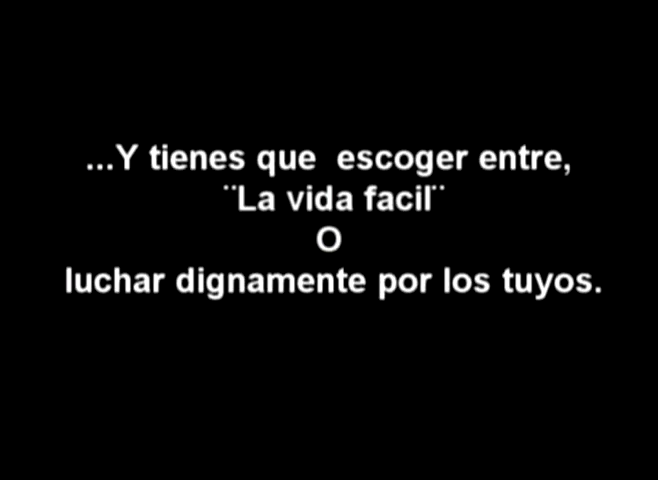 ...Y tienes que  escoger entre,
¨La vida facil¨
O
luchar dignamente por los tuyos.